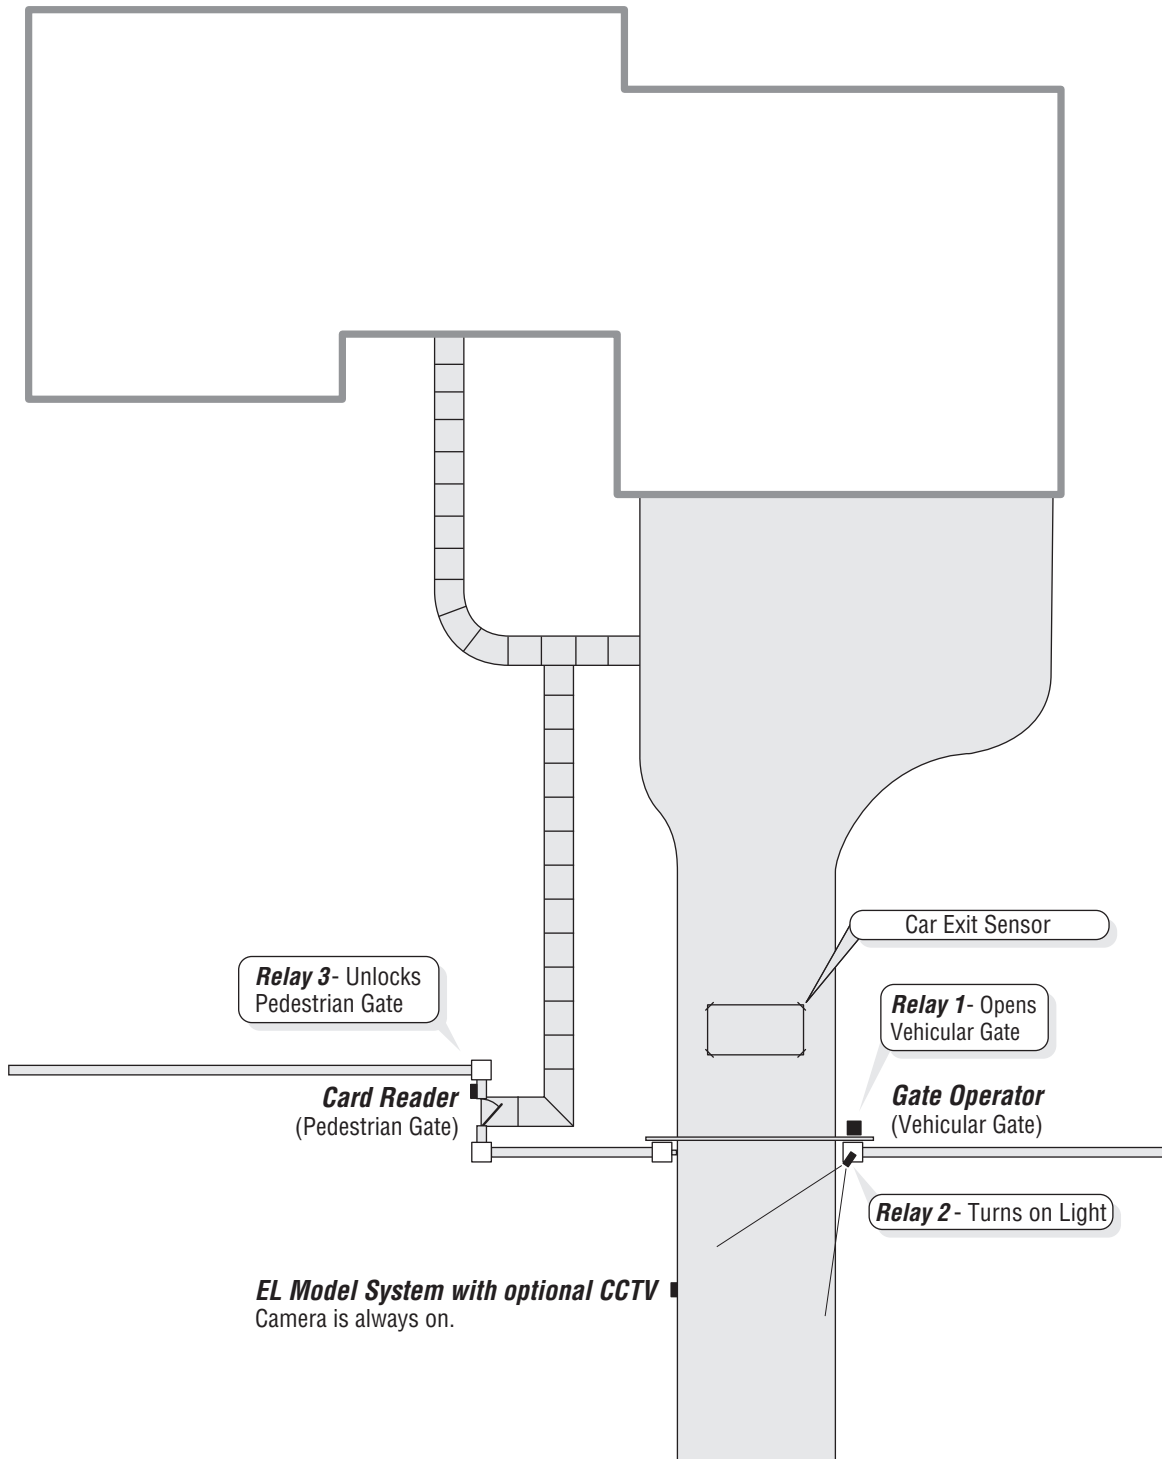 Car Exit Sensor
Relay 3- Unlocks
Pedestrian Gate
Relay 1- Opens
Vehicular Gate
Card Reader
(Pedestrian Gate)
Gate Operator
(Vehicular Gate)
Relay 2 - Turns on Light
EL Model System with optional CCTV
Camera is always on.